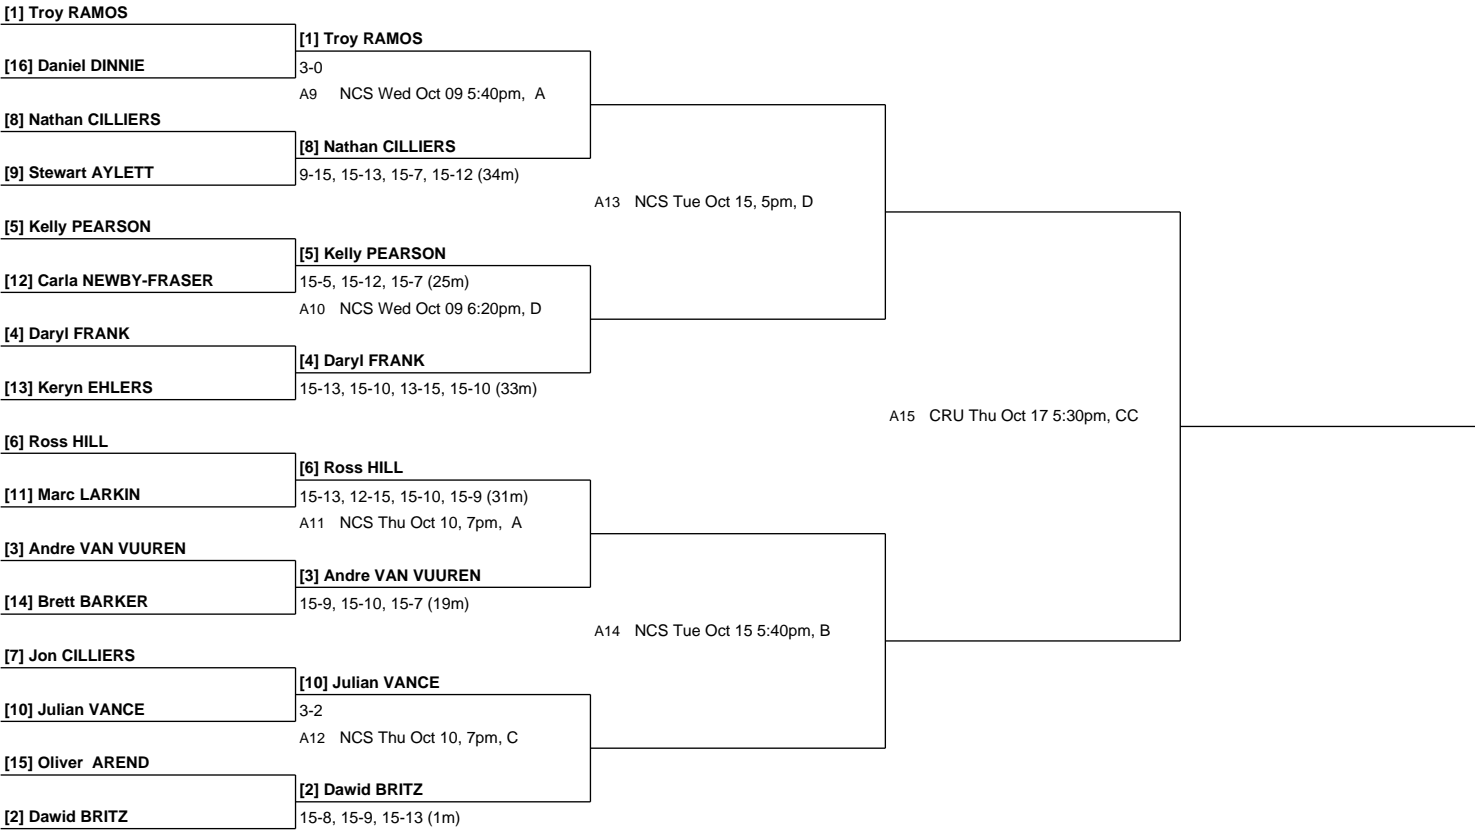 [1] Troy RAMOS
[1] Troy RAMOS
[16] Daniel DINNIE
3-0
A9 NCS Wed Oct 09 5:40pm, A
[8] Nathan CILLIERS
[8] Nathan CILLIERS
[9] Stewart AYLETT
9-15, 15-13, 15-7, 15-12 (34m)
A13 NCS Tue Oct 15, 5pm, D
[5] Kelly PEARSON
[5] Kelly PEARSON
[12] Carla NEWBY-FRASER
15-5, 15-12, 15-7 (25m)
A10 NCS Wed Oct 09 6:20pm, D
[4] Daryl FRANK
[4] Daryl FRANK
[13] Keryn EHLERS
15-13, 15-10, 13-15, 15-10 (33m)
A15 CRU Thu Oct 17 5:30pm, CC
[6] Ross HILL
[6] Ross HILL
[11] Marc LARKIN
15-13, 12-15, 15-10, 15-9 (31m)
A11 NCS Thu Oct 10, 7pm, A
[3] Andre VAN VUUREN
[3] Andre VAN VUUREN
[14] Brett BARKER
15-9, 15-10, 15-7 (19m)
A14 NCS Tue Oct 15 5:40pm, B
[7] Jon CILLIERS
[10] Julian VANCE
[10] Julian VANCE
3-2
A12 NCS Thu Oct 10, 7pm, C
[15] Oliver AREND
[2] Dawid BRITZ
[2] Dawid BRITZ
15-8, 15-9, 15-13 (1m)